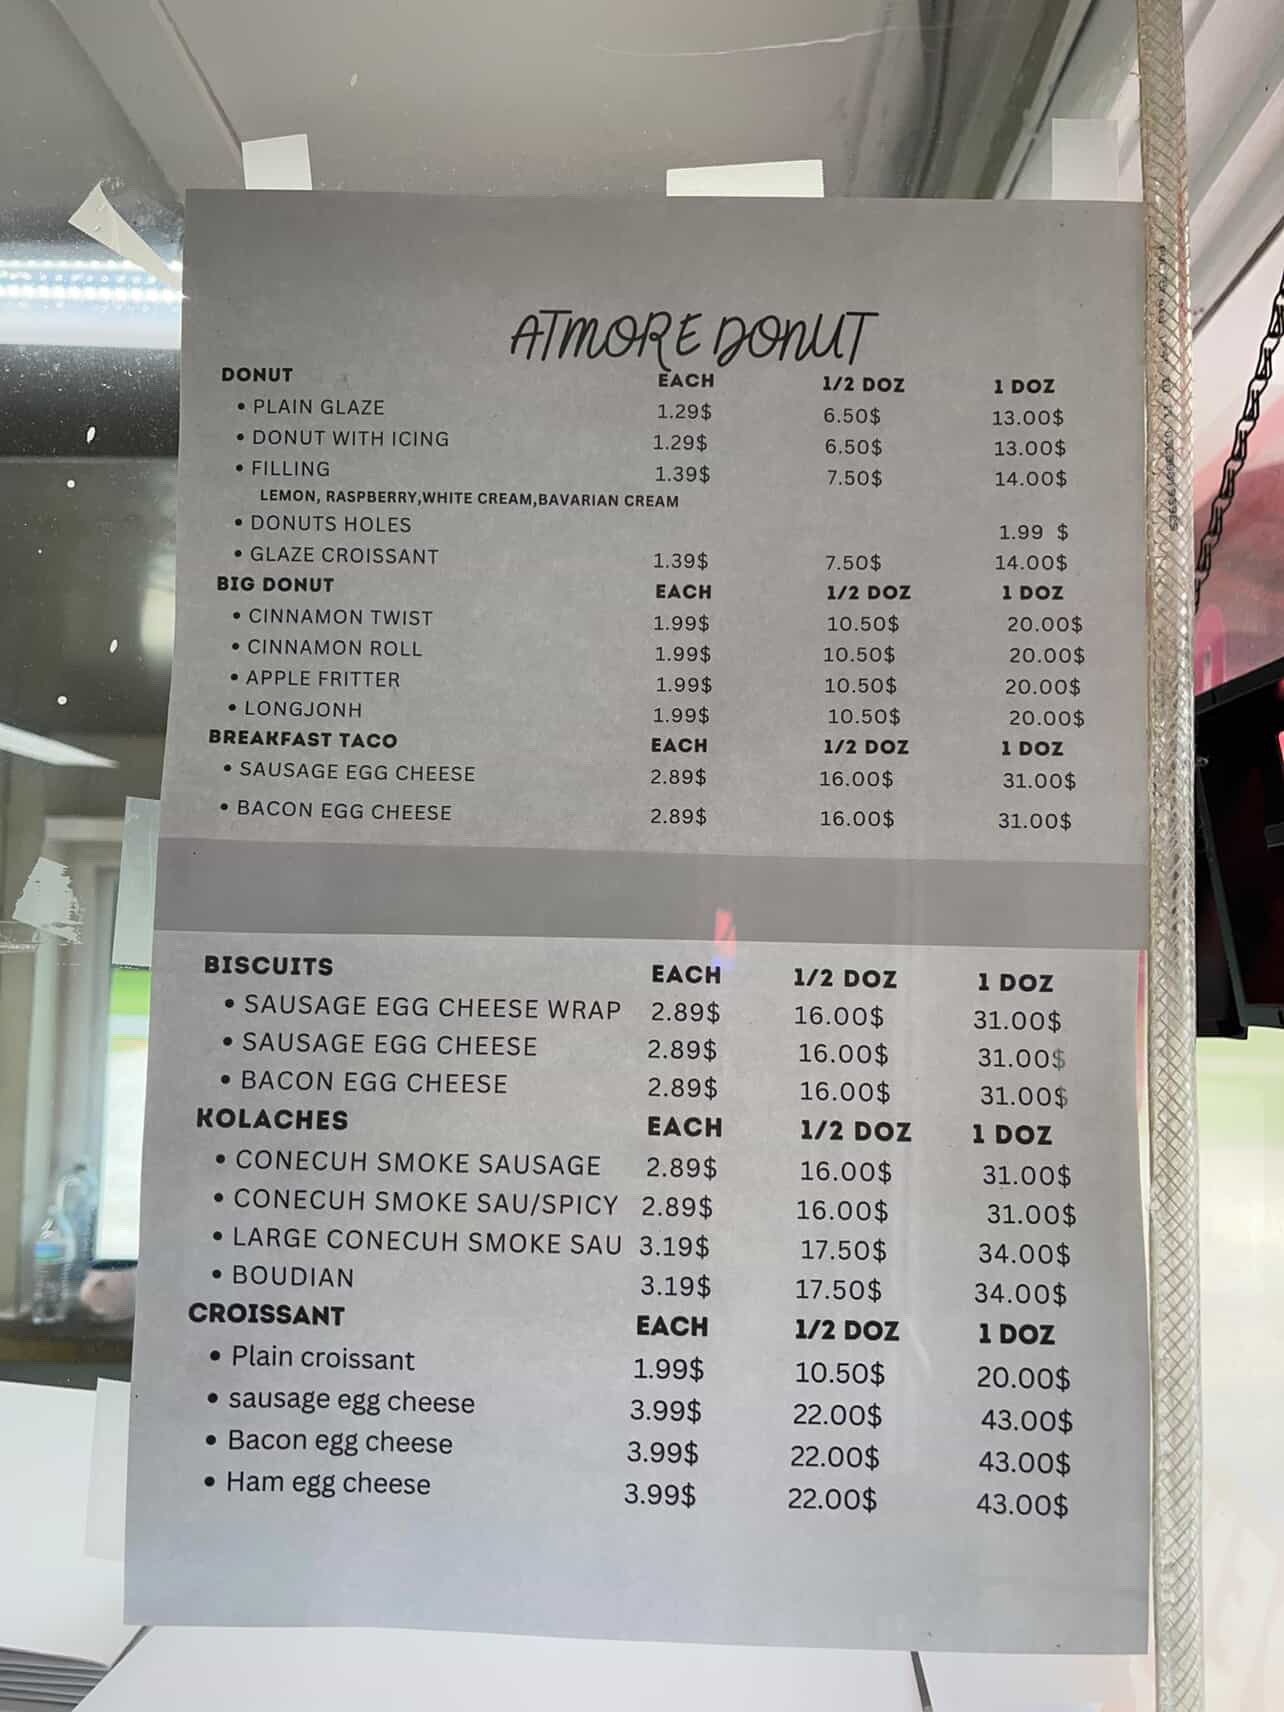 ATMORE DONUT
DONUT EACH 1/2 DOZ 1 DOZ
• PLAIN GLAZE 1.29$ 6.50$ 13.00$
• DONUT WITH ICING 1.29$ 6.50$ 13.00$
• FILLING 1.39$ 7.50$ 14.00$
LEMON, RASPBERRY,WHITE CREAM,BAVARIAN CREAM
• DONUTS HOLES 1.99 $
• GLAZE CROISSANT 1.39$ 7.50$ 14.00$
BIG DONUT EACH 1/2 DOZ 1 DOZ
• CINNAMON TWIST 1.99$ 10.50$ 20.00$
• CINNAMON ROLL 1.99$ 10.50$ 20.00$
• APPLE FRITTER 1.99$ 10.50$ 20.00$
• LONGJONH 1.99$ 10.50$ 20.00$
BREAKFAST TACO EACH 1/2 DOZ 1 DOZ
• SAUSAGE EGG CHEESE 2.89$ 16.00$ 31.00$
• BACON EGG CHEESE 2.89$ 16.00$ 31.00$
BISCUITS EACH 1/2 DOZ 1 DOZ
• SAUSAGE EGG CHEESE WRAP 2.89$ 16.00$ 31.00$
• SAUSAGE EGG CHEESE 2.89$ 16.00$ 31.00$
• BACON EGG CHEESE 2.89$ 16.00$ 31.00$
KOLACHES EACH 1/2 DOZ 1 DOZ
• CONECUH SMOKE SAUSAGE 2.89$ 16.00$ 31.00$
• CONECUH SMOKE SAU/SPICY 2.89$ 16.00$ 31.00$
• LARGE CONECUH SMOKE SAU 3.19$ 17.50$ 34.00$
• BOUDIAN 3.19$ 17.50$ 34.00$
CROISSANT EACH 1/2 DOZ 1 DOZ
• Plain croissant 1.99$ 10.50$ 20.00$
• sausage egg cheese 3.99$ 22.00$ 43.00$
• Bacon egg cheese 3.99$ 22.00$ 43.00$
• Ham egg cheese 3.99$ 22.00$ 43.00$